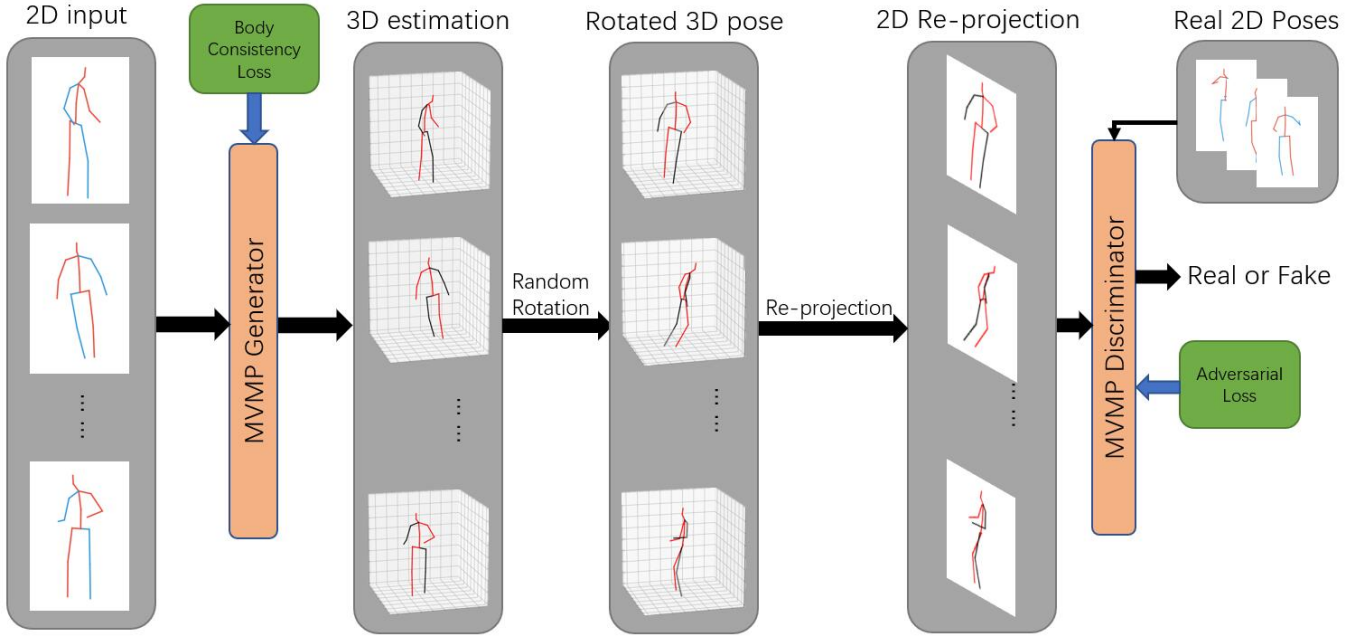 2D input
Body
Consistency
Loss
3D estimation
Rotated 3D pose
2D Re-projection
Real 2D Poses
MVMP Generator
Random
Rotation
Re-projection
MVMP Discriminator
Real or Fake
Adversarial
Loss